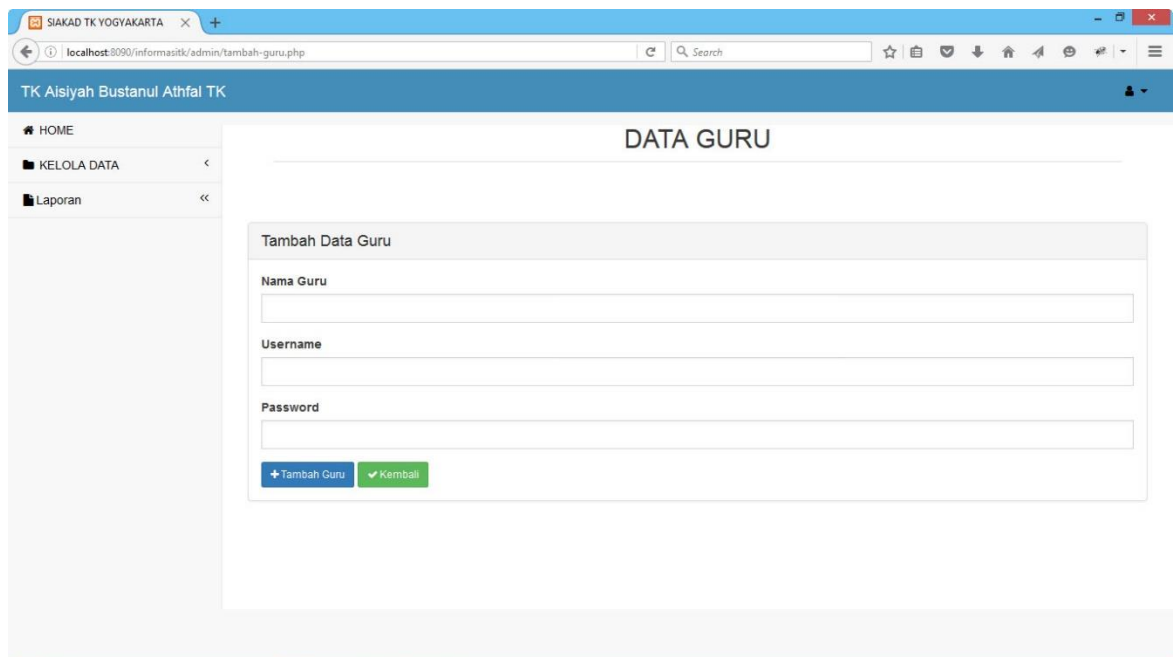 SIAKAD TK YOGYAKARTA
localhost:8090/informasitk/admin/tambah-guru.php
Search
TK Aisiyah Bustanul Athfal TK
HOME
KELOLA DATA
Laporan
DATA GURU
Tambah Data Guru
Nama Guru
Username
Password
Tambah Guru
Kembali